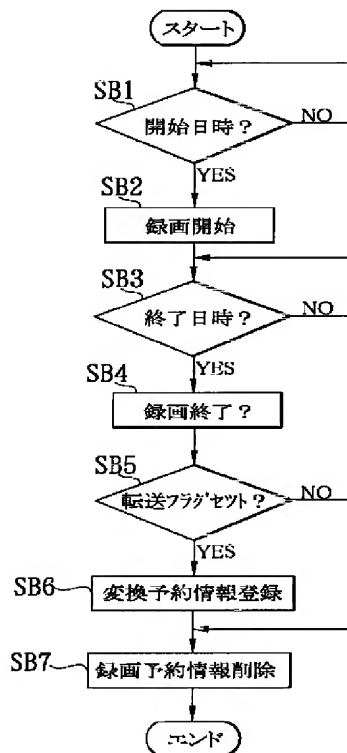 スタート
SB1
開始日時?
NO
YES
SB2
録画開始
SB3
終了日時?
NO
YES
SB4
録画終了?
SB5
転送フラグセット?
NO
YES
SB6
変換予約情報登録
SB7
録画予約情報削除
エンド